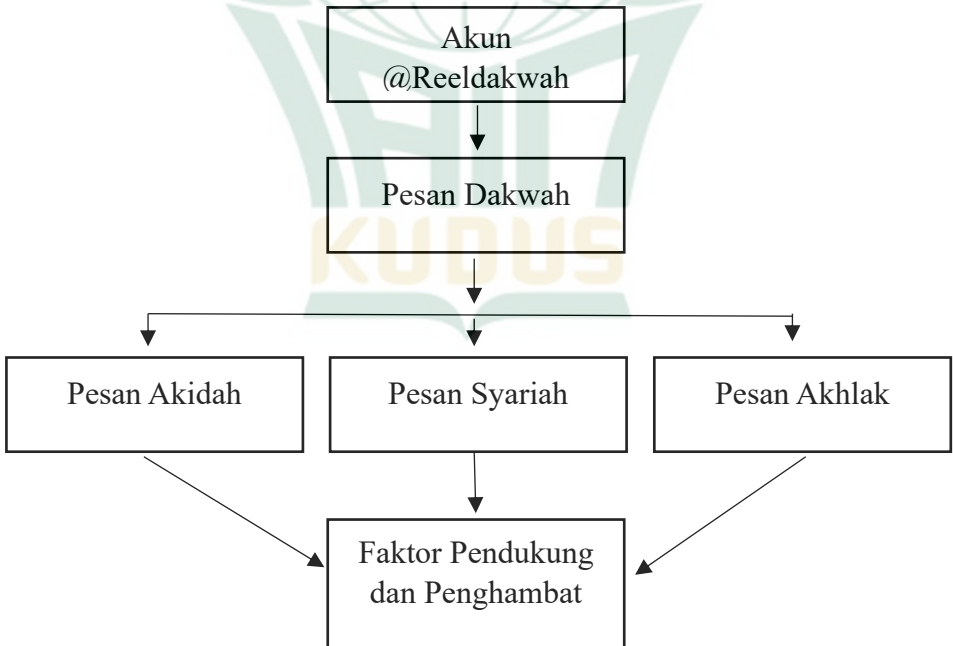 Akun
@Reeldakwah
Pesan Dakwah
KUDUS
Pesan Akidah
Pesan Syariah
Pesan Akhlak
Faktor Pendukung
dan Penghambat